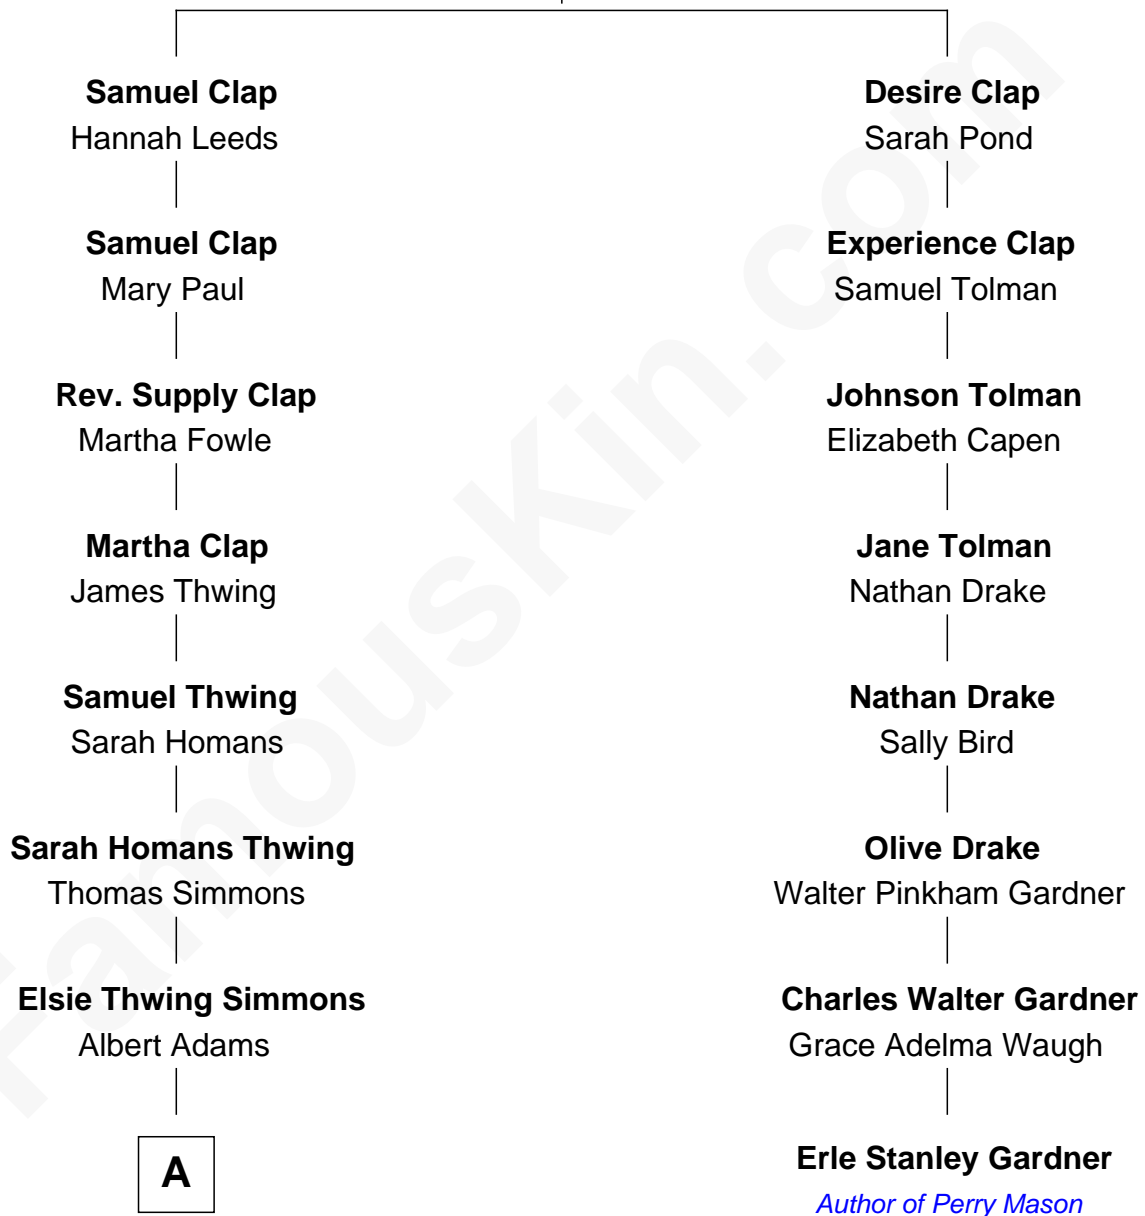 Samuel Clap
Hannah Leeds
Samuel Clap
Mary Paul
Rev. Supply Clap
Martha Fowle
Martha Clap
James Thwing
Samuel Thwing
Sarah Homans
Sarah Homans Thwing
Thomas Simmons
Elsie Thwing Simmons
Albert Adams
A
Desire Clap
Sarah Pond
Experience Clap
Samuel Tolman
Johnson Tolman
Elizabeth Capen
Jane Tolman
Nathan Drake
Nathan Drake
Sally Bird
Olive Drake
Walter Pinkham Gardner
Charles Walter Gardner
Grace Adelma Waugh
Erle Stanley Gardner
Author of Perry Mason
FamousKin.com